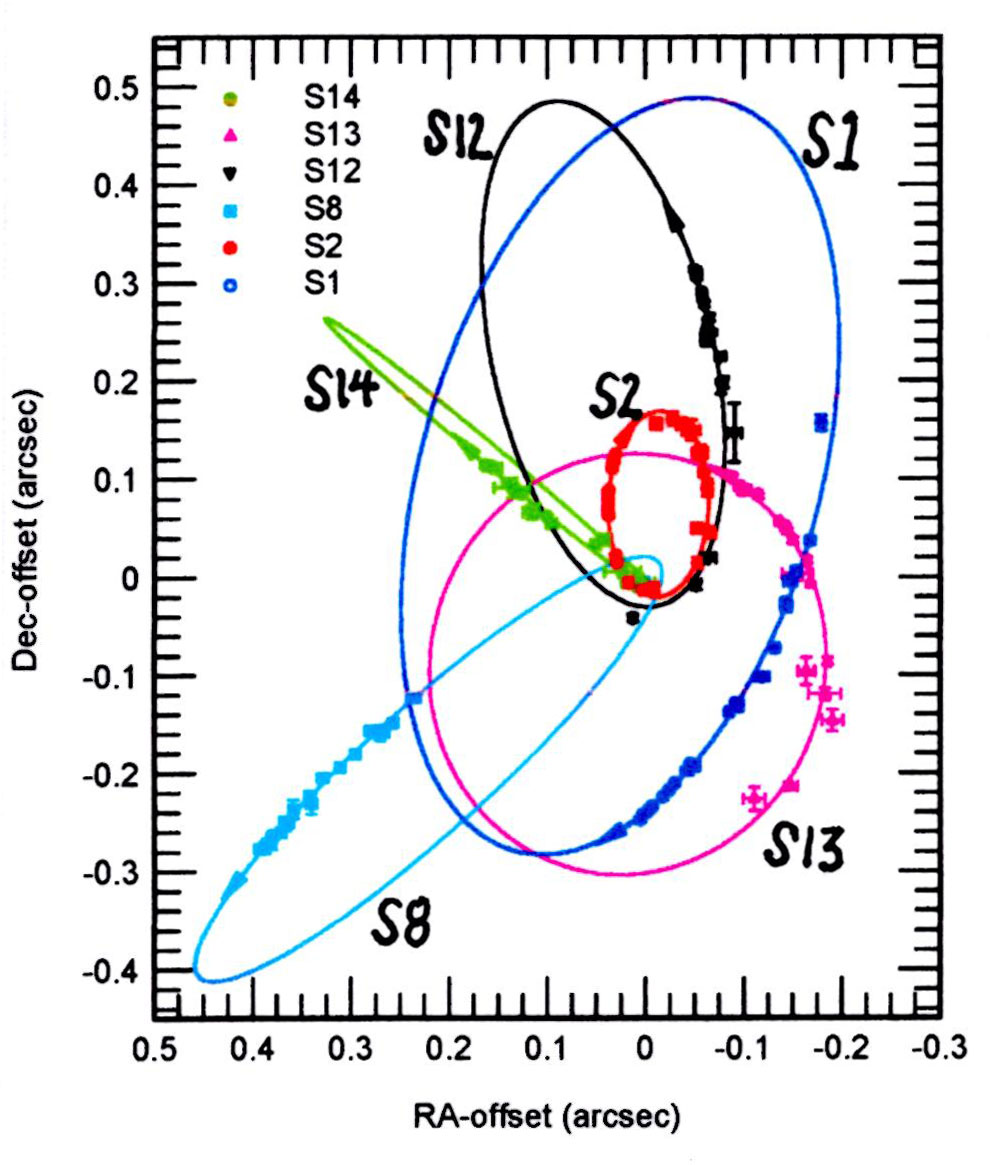 S14
S13
S12
S8
S2
S1
S12
S1
S14
S2
S13
S8
0.5
0.4
0.3
0.2
0.1
0
-0.1
-0.2
-0.3
-0.4
Dec-offset (arcsec)
0.5 0.4 0.3 0.2 0.1 0 -0.1 -0.2 -0.3
RA-offset (arcsec)